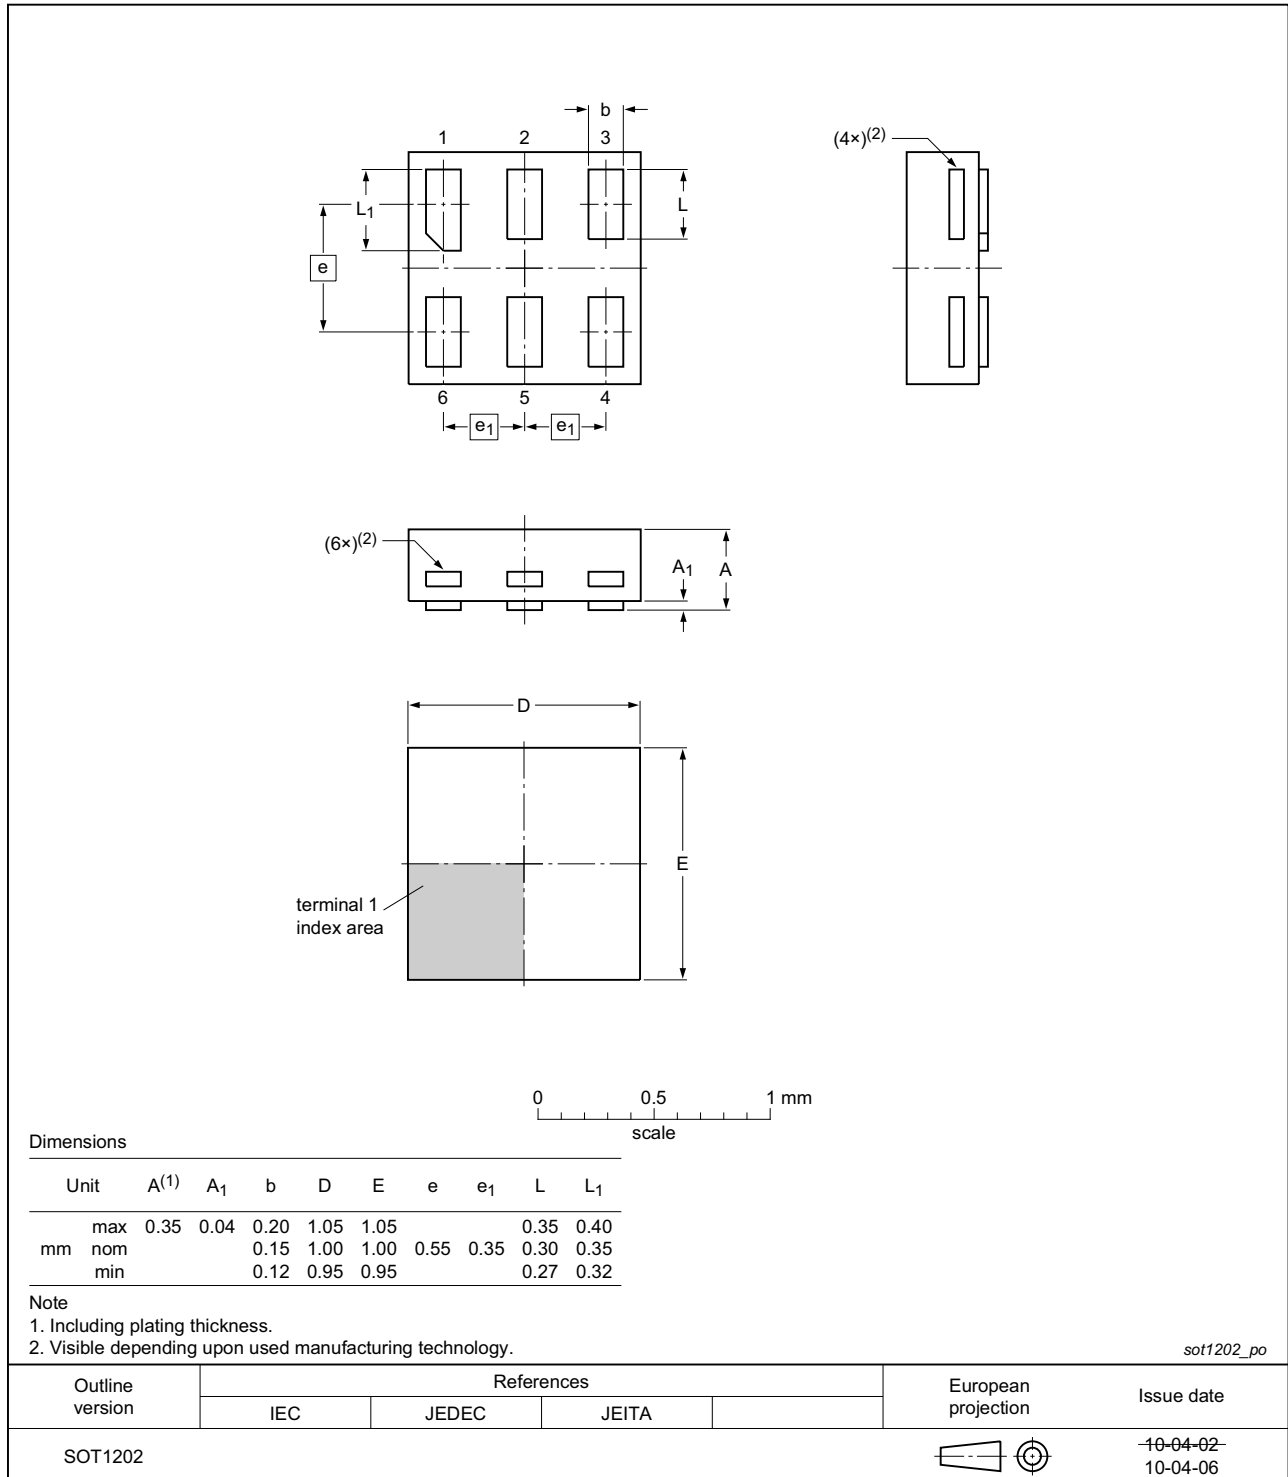 b
1 2 3
(4×)(2)
L1
L
e
6 5 4
e1 e1
(6×)(2)
A1 A
D
E
terminal 1
index area
0 0.5 1 mm
scale
Dimensions
Unit A(1) A1 b D E e e1 L L1
max 0.35 0.04 0.20 1.05 1.05 0.35 0.40
mm nom 0.15 1.00 1.00 0.55 0.35 0.30 0.35
min 0.12 0.95 0.95 0.27 0.32
Note
1. Including plating thickness.
2. Visible depending upon used manufacturing technology.
sot1202_po
Outline
version
References
IEC JEDEC JEITA
European
projection
Issue date
SOT1202
10-04-02
10-04-06